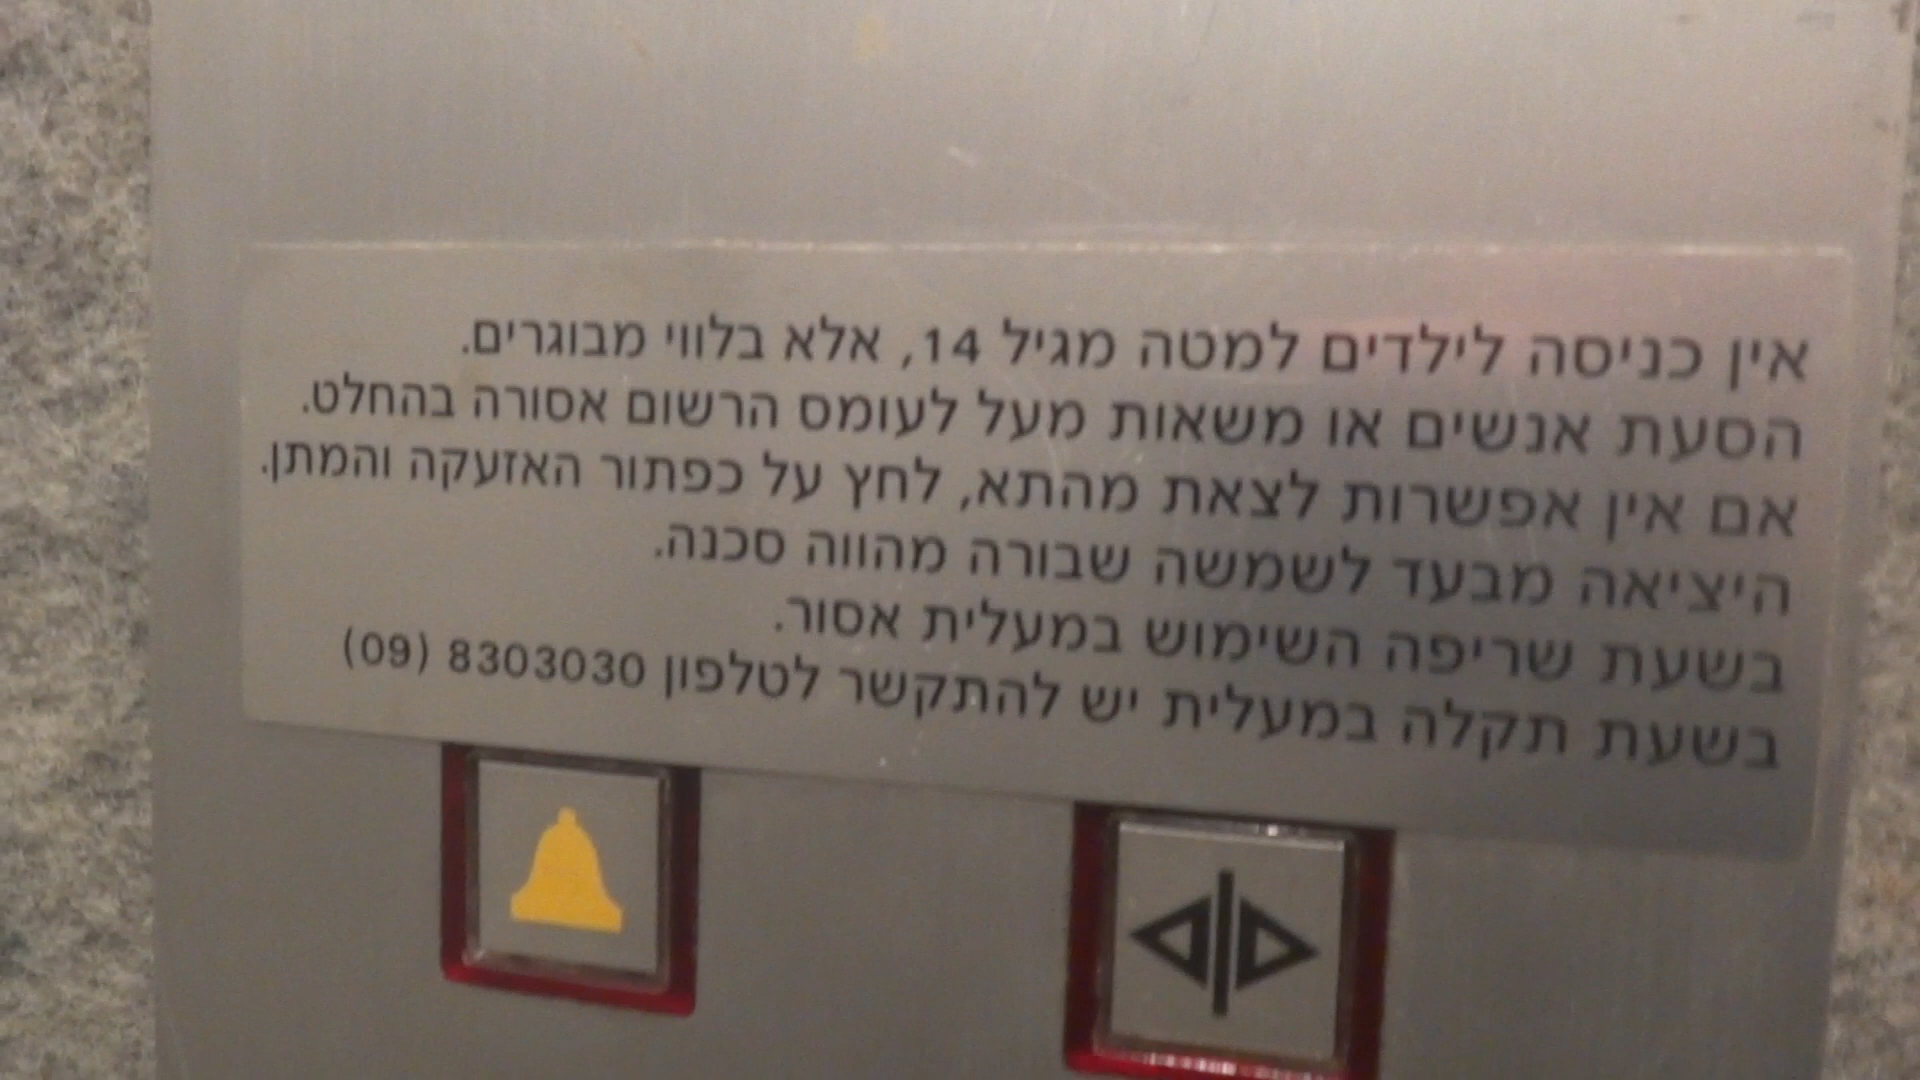 אין כניסה לילדים למטה מגיל 14, אלא בלווי מבוגרים.
הסעת אנשים או משאות מעל לעומס הרשום אסורה בהחלט.
אם אין אפשרות לצאת מהתא, לחץ על כפתור האזעקה והמתן.
היציאה מבעד לשמשה שבורה מהווה סכנה.
בשעת שריפה השימוש במעלית אסור.
בשעת תקלה במעלית יש להתקשר לטלפון 8303030 (09)